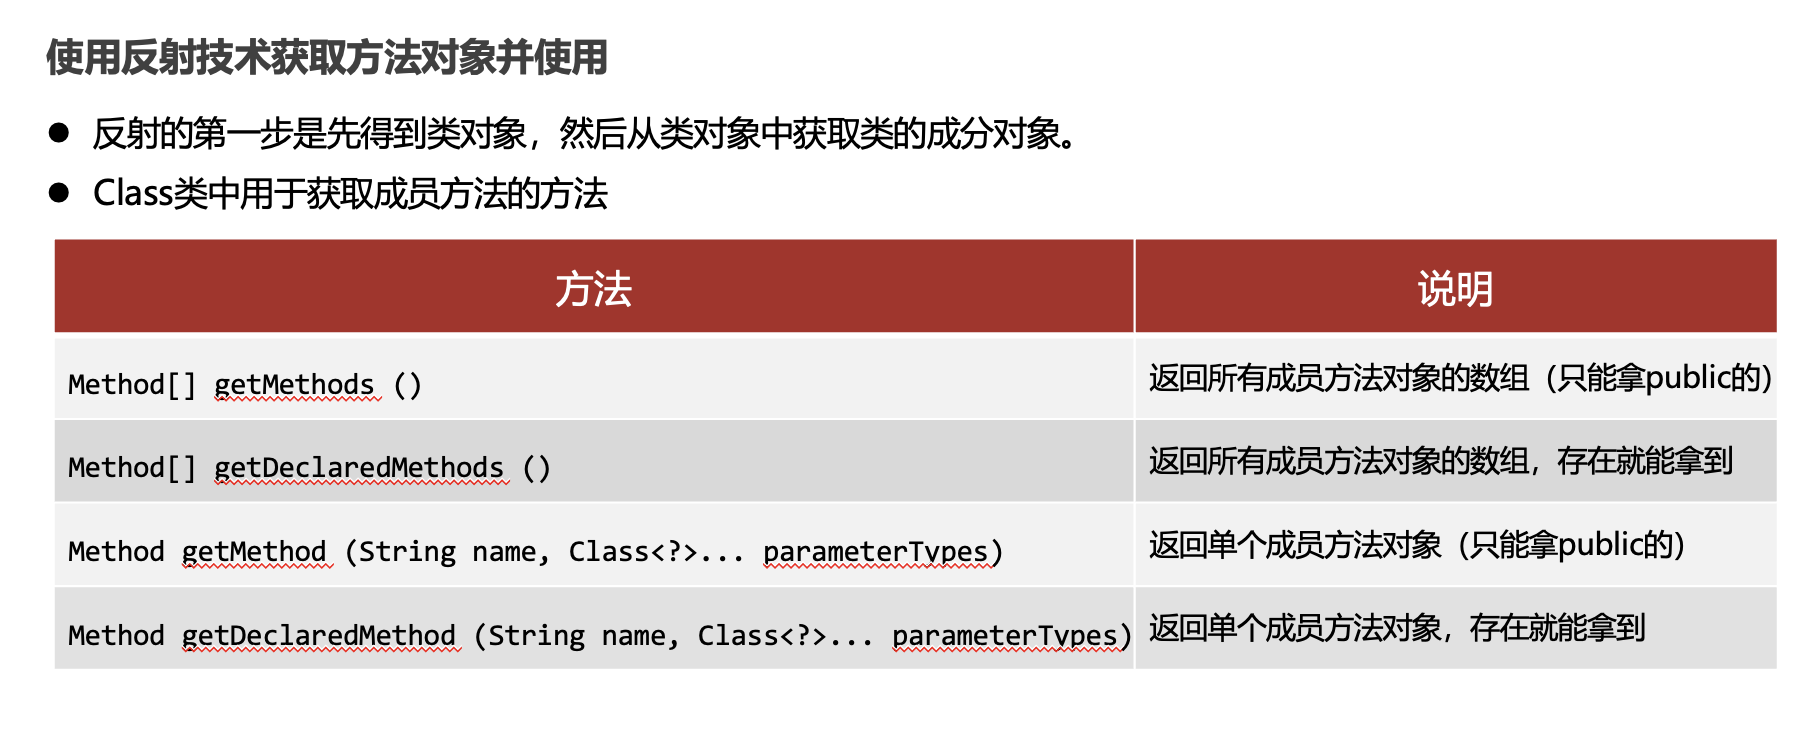 使用反射技术获取方法对象并使用
● 反射的第一步是先得到类对象，然后从类对象中获取类的成分对象。
● Class类中用于获取成员方法的方法
方法 说明
Method[] getMethods () 返回所有成员方法对象的数组（只能拿public的）
Method[] getDeclaredMethods () 返回所有成员方法对象的数组，存在就能拿到
Method getMethod (String name, Class<?>... parameterTypes) 返回单个成员方法对象（只能拿public的）
Method getDeclaredMethod (String name, Class<?>... parameterTypes) 返回单个成员方法对象，存在就能拿到